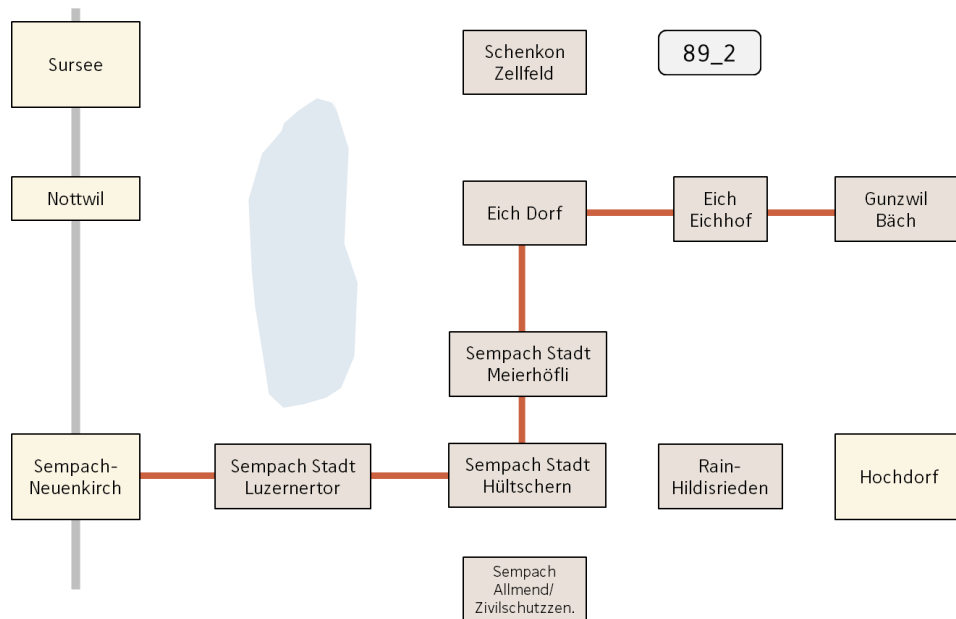 Sursee
Schenkon
Zellfeld
89_2
Nottwil
Eich Dorf
Eich
Eichhof
Gunzwil
Bäch
Sempach Stadt
Meierhöfli
Sempach-
Neuenkirch
Sempach Stadt
Luzernertor
Sempach Stadt
Hültschern
Rain-
Hildisrieden
Hochdorf
Sempach
Allmend/
Zivilschutzzen.